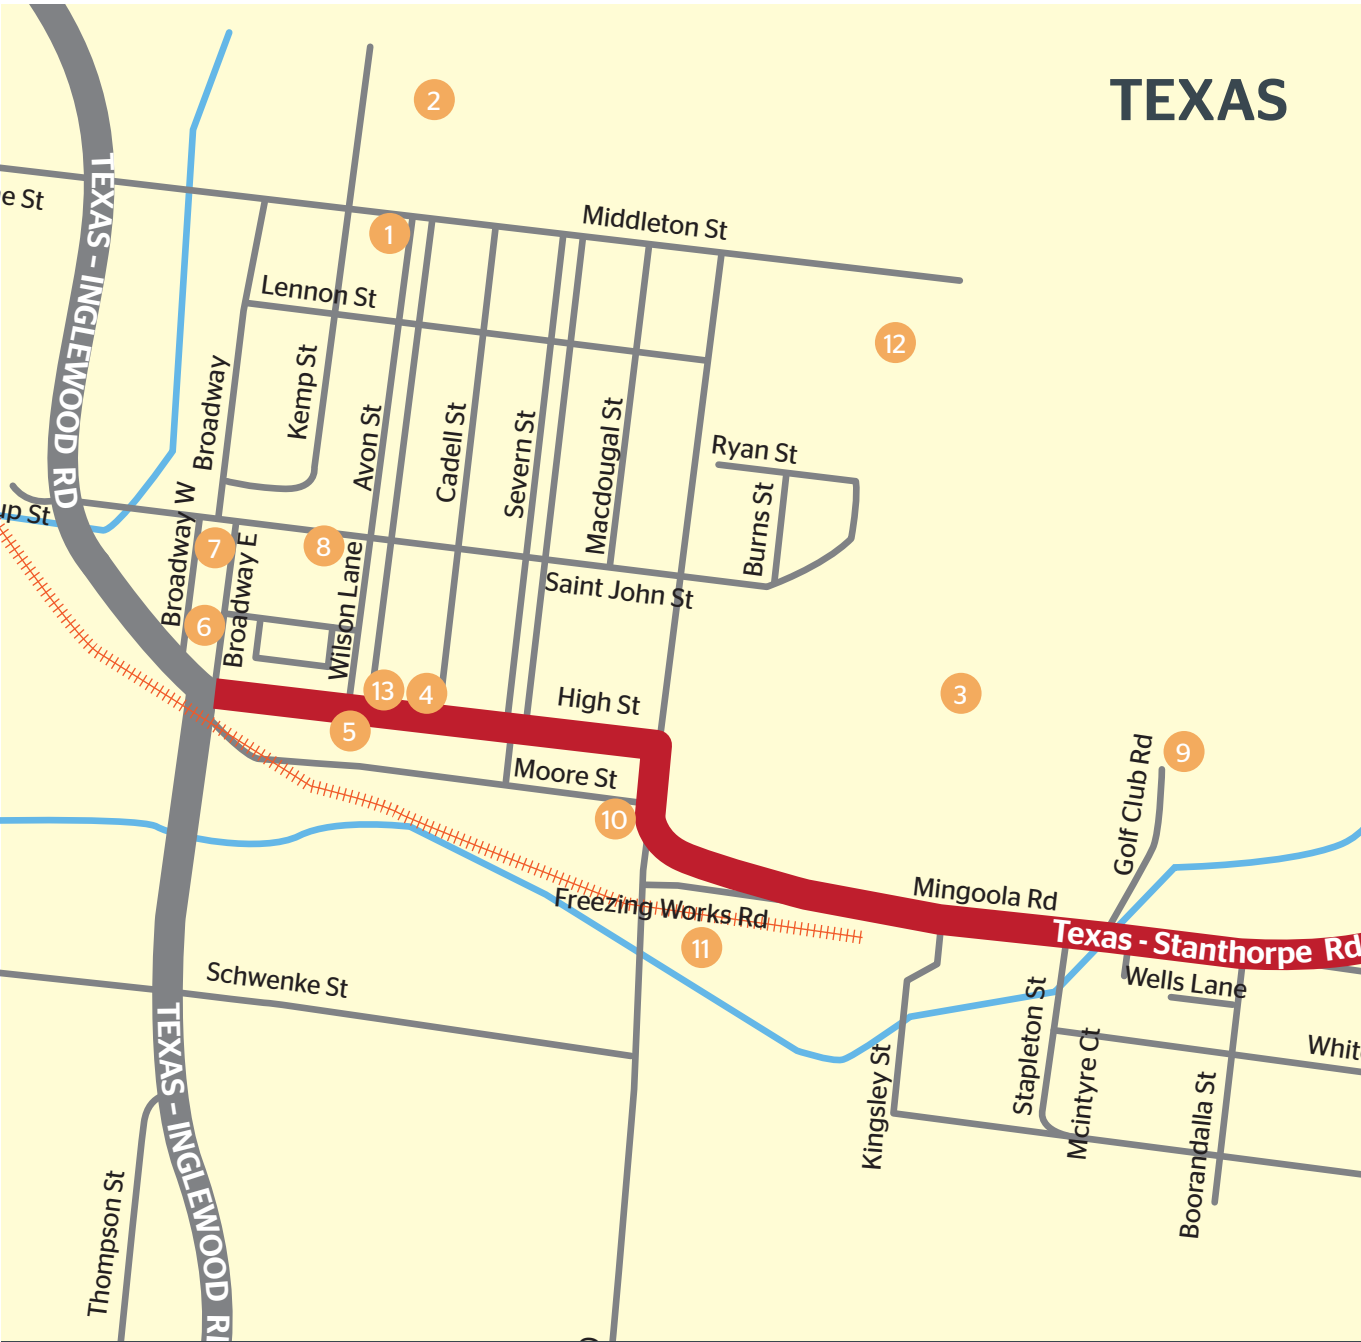 TEXAS
2
TEXAS – INGLEWOOD RD
e St
1
Middleton St
Lennon St
12
Broadway
Kemp St
Avon St
Cadell St
Severn St
Macdougal St
Ryan St
Burns St
up St
Broadway W
7
Broadway E
8
Wilson Lane
Saint John St
6
13
4
5
High St
3
Moore St
10
Golf Club Rd
9
Mingoola Rd
Freezing Works Rd
11
Texas - Stanthorpe Rd
Wells Lane
Schwenke St
Kingsley St
Stapleton St
Mcintyre Ct
Boorandalla St
Whit
TEXAS – INGLEWOOD R
Thompson St